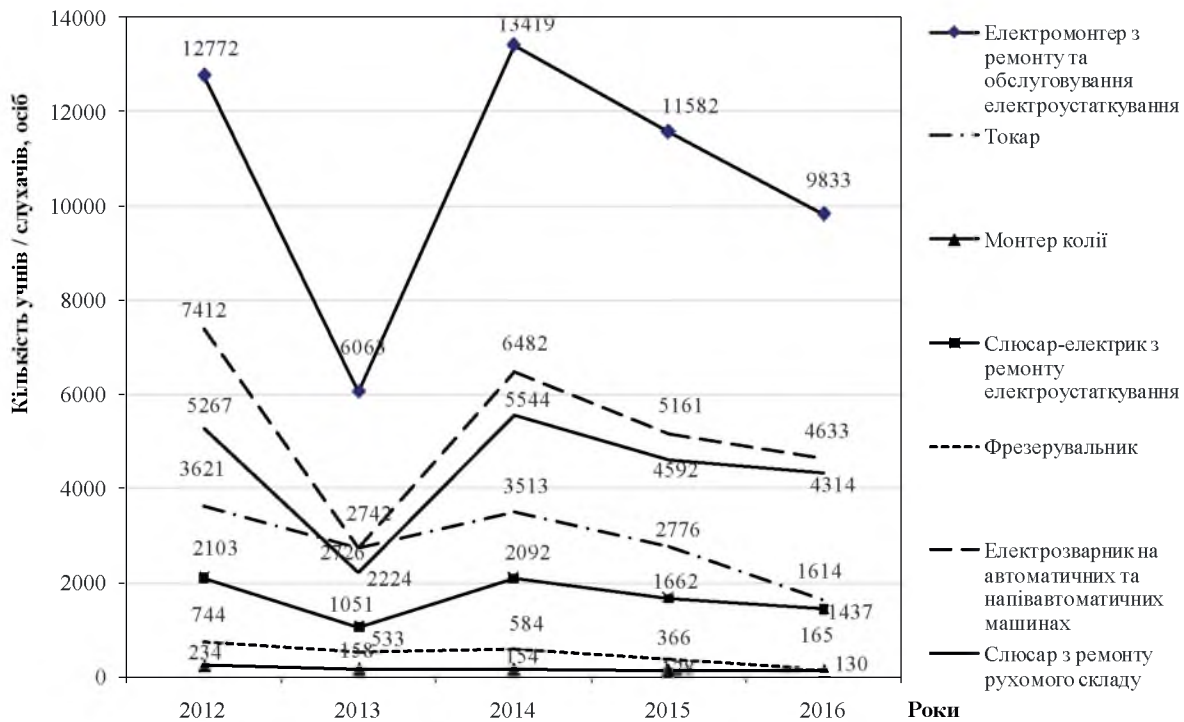 14000
12000
10000
8000
6000
4000
2000
0
Кількість учнів / слухачів, осіб
12772
13419
11582
9833
6063
7412
6482
5161
4633
5267
5544
4592
4314
3621
2742
3513
2776
1614
2726
2224
2103
1051
2092
1662
1437
744
533
584
366
165
234
158
154
130
2012
2013
2014
2015
2016
Роки
Електромонтер з
ремонту та
обслуговування
електроустаткування
Токар
Монтер колії
Слюсар-електрик з
ремонту
електроустаткування
Фрезерувальник
Електрозварник на
автоматичних та
напівавтоматичних
машинах
Слюсар з ремонту
рухомого складу